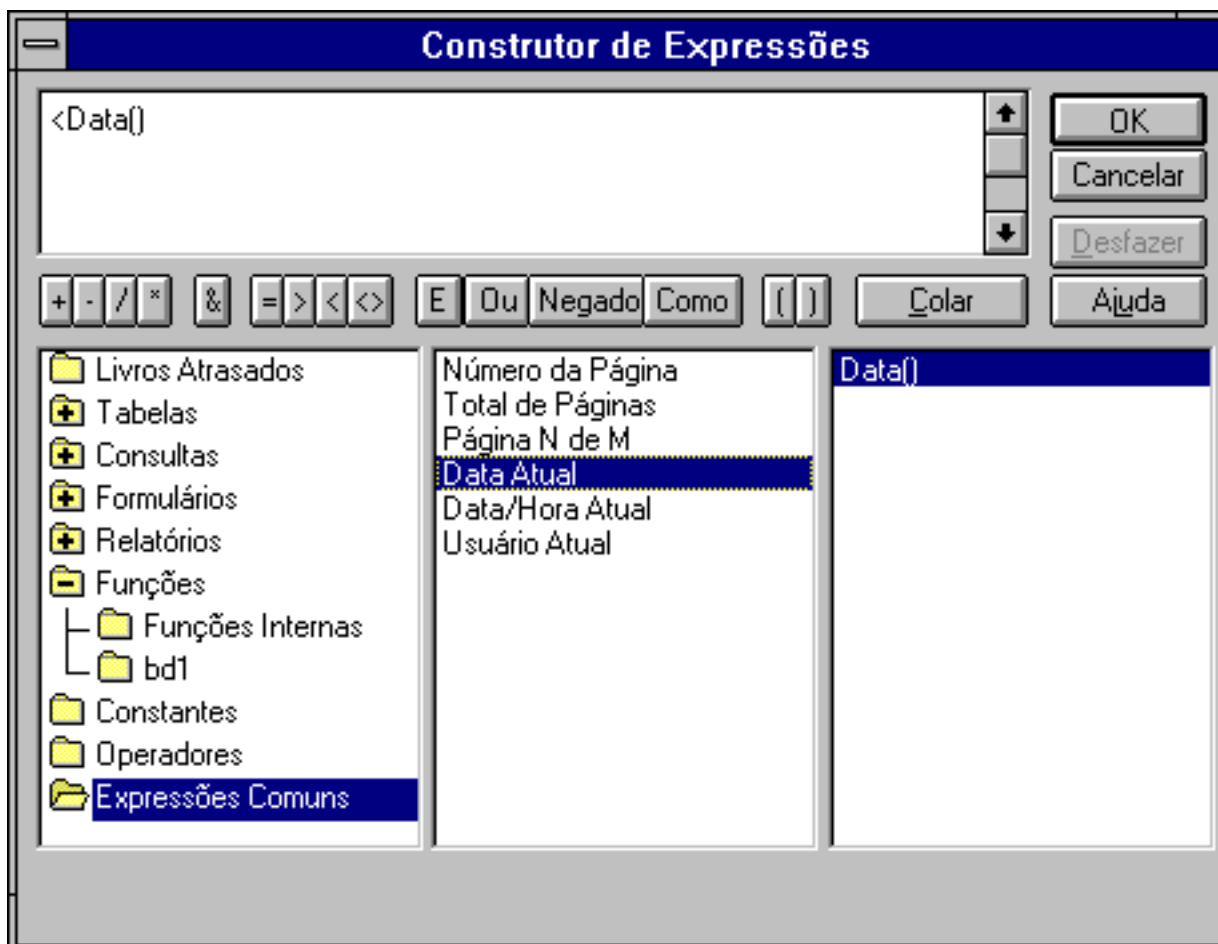 Construtor de Expressões
<Data()
OK
Cancelar
Desfazer
+ - / * & = > < <> E Ou Negado Como ( ) Colar Ajuda
Livros Atrasados
Tabelas
Consultas
Formulários
Relatórios
Funções
Funções Internas
bd1
Constantes
Operadores
Expressões Comuns
Número da Página
Total de Páginas
Página N de M
Data Atual
Data/Hora Atual
Usuário Atual
Data()